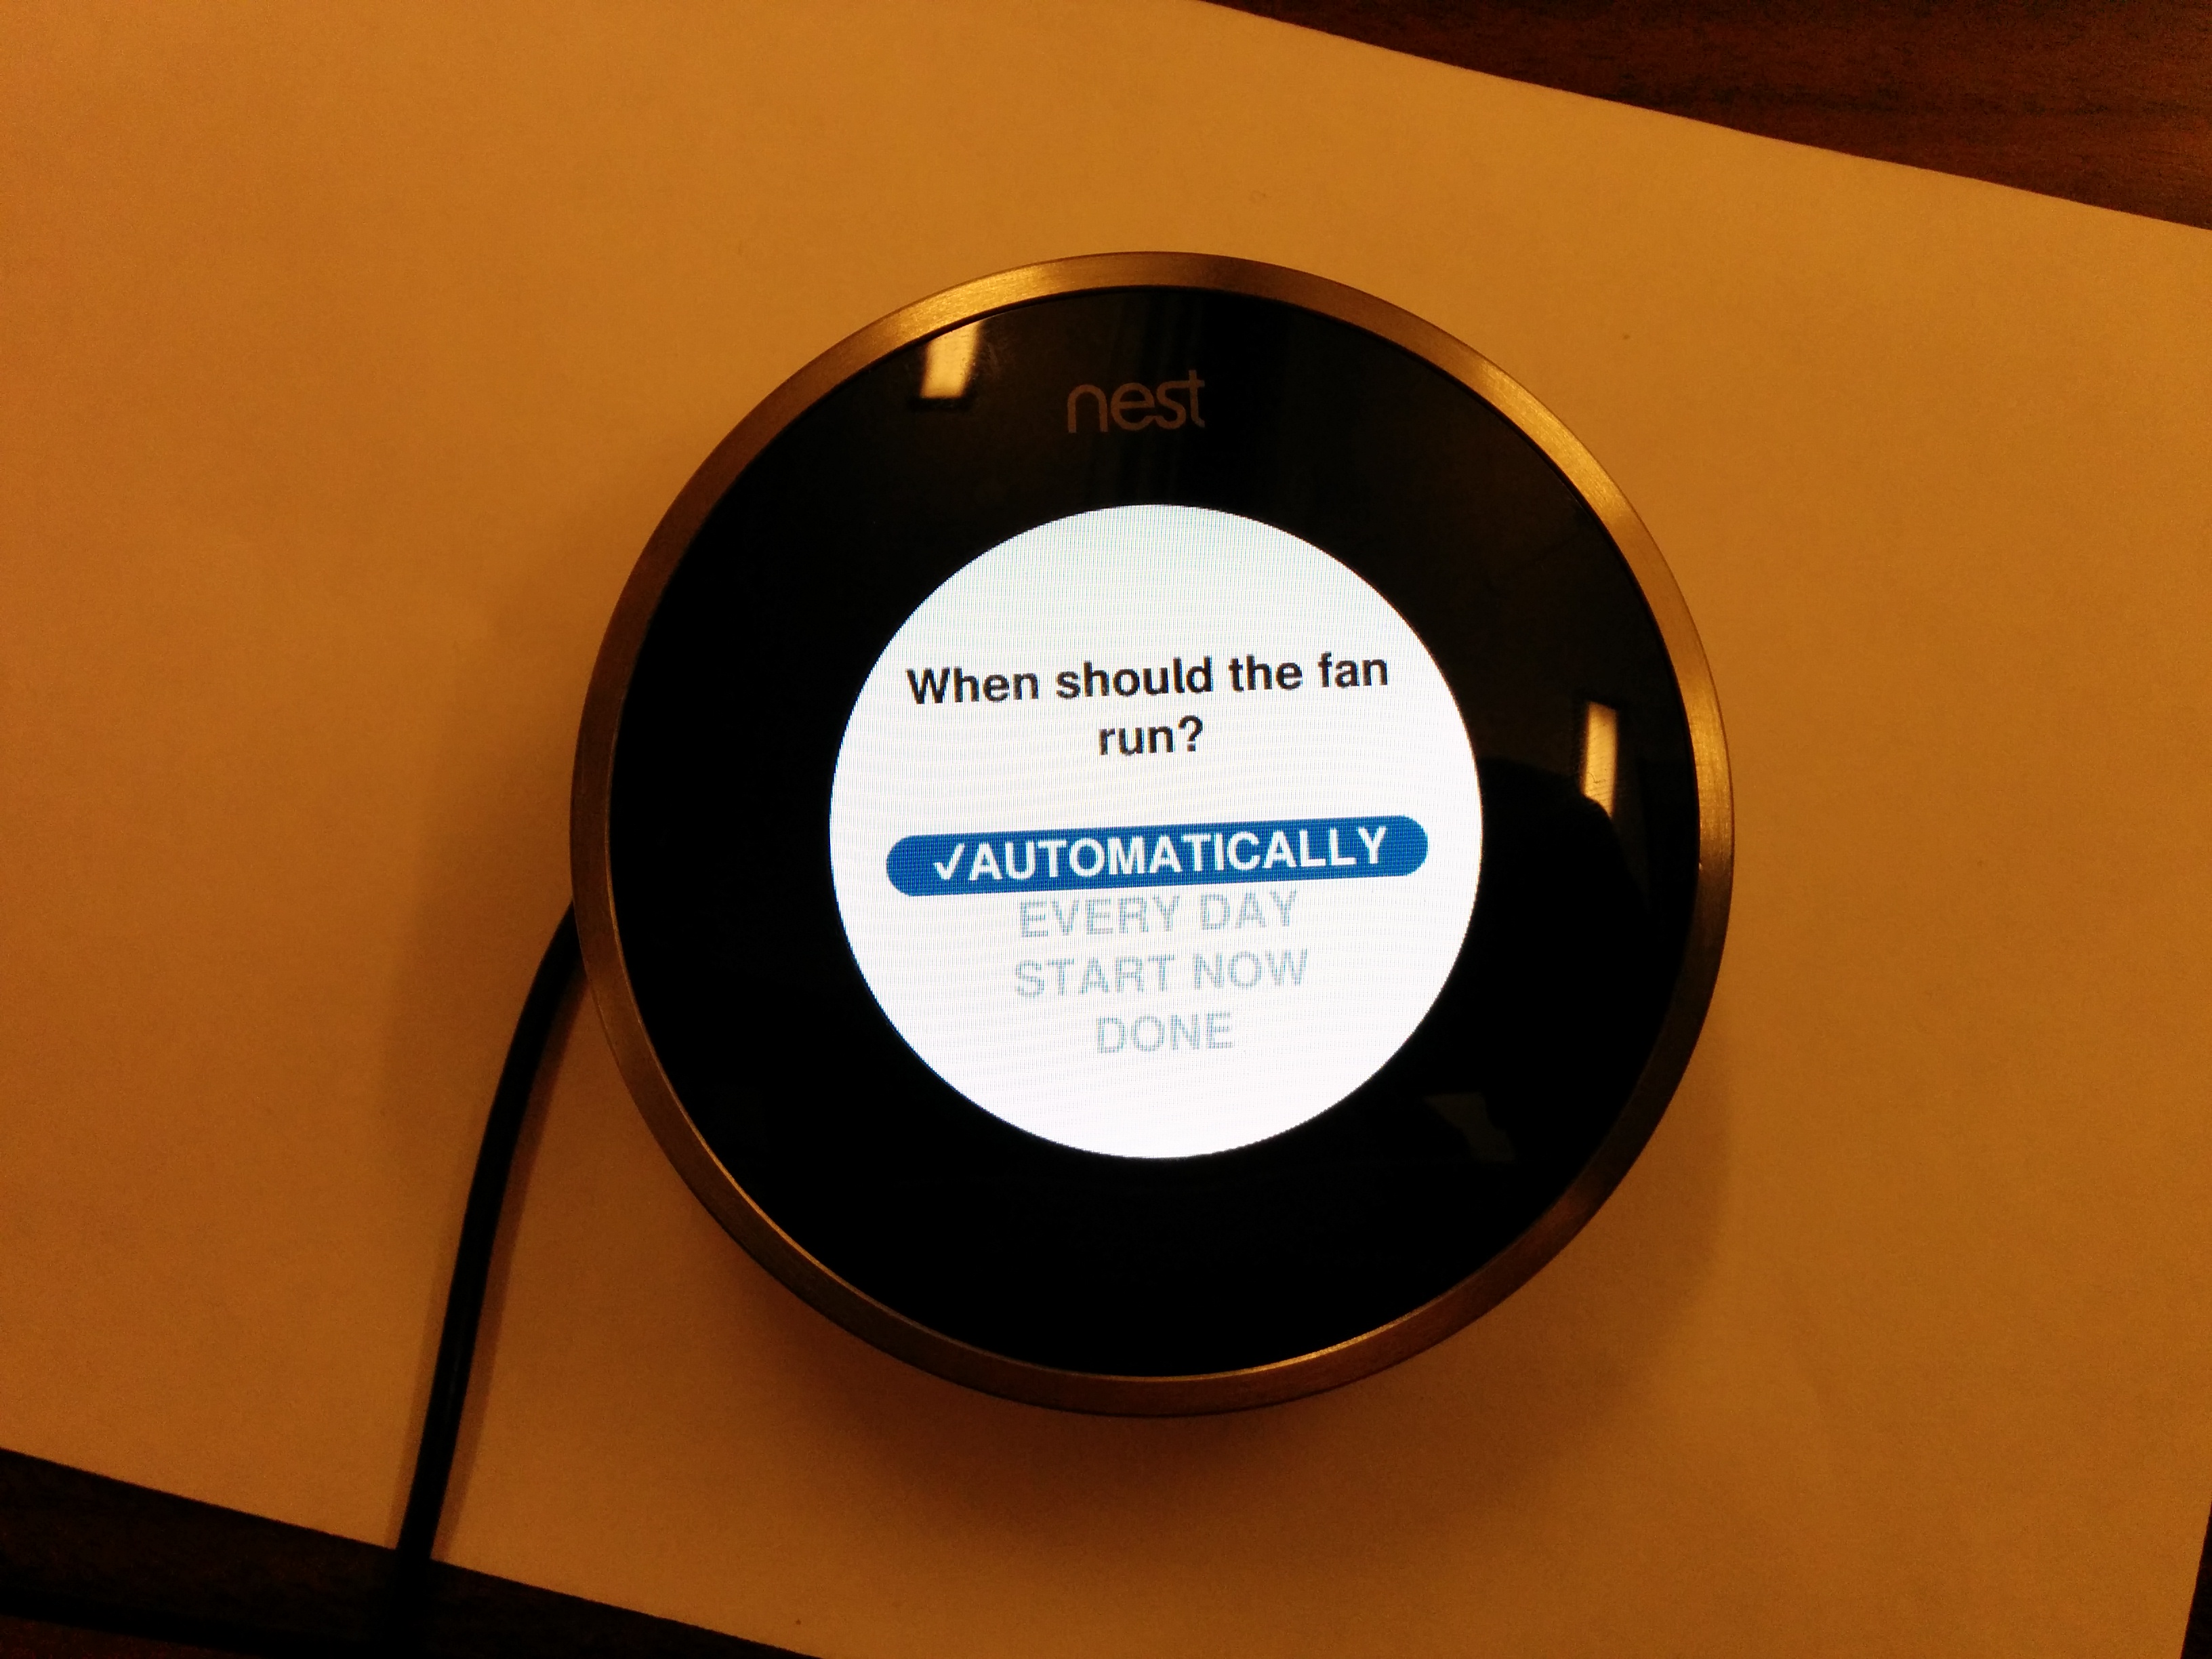 nest
When should the fan
run?
✓AUTOMATICALLY
EVERY DAY
START NOW
DONE